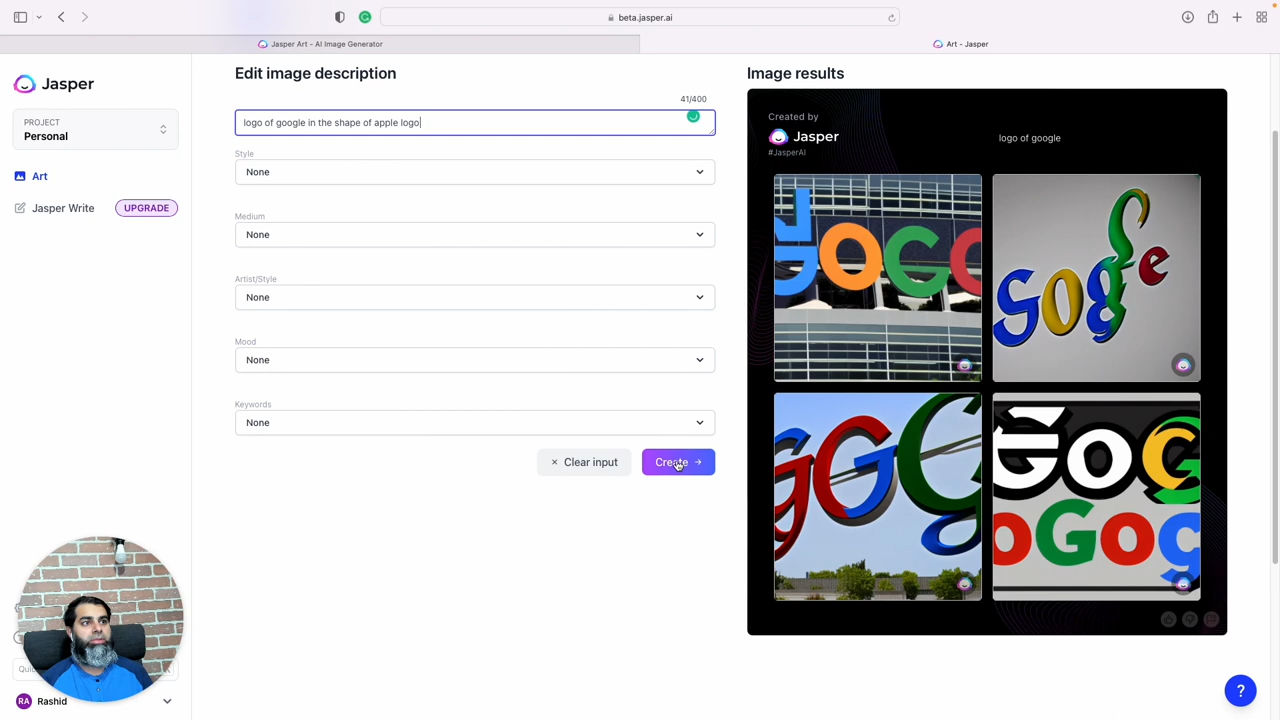 beta.jasper.ai
Jasper Art - AI Image Generator
Art - Jasper
Jasper
PROJECT
Personal
Art
Jasper Write
UPGRADE
RA
Rashid
Edit image description
41/400
logo of google in the shape of apple logo
Style
None
Medium
None
Artist/Style
None
Mood
None
Keywords
None
× Clear input
Create →
Image results
Created by
Jasper
#JasperAI
logo of google
?